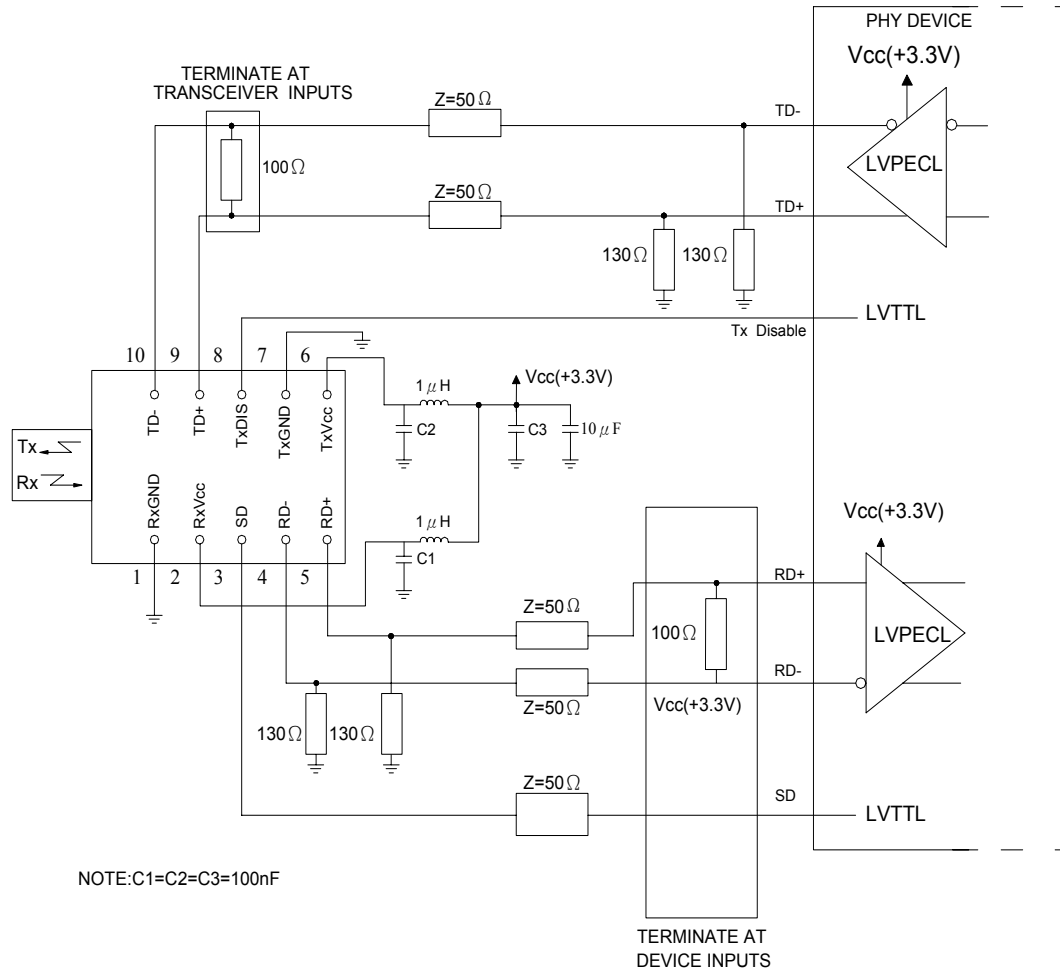 PHY DEVICE
Vcc(+3.3V)
TERMINATE AT
TRANSCEIVER INPUTS
Z=50Ω
TD-
100Ω
LVPECL
Z=50Ω
TD+
130Ω
130Ω
LVTTL
Tx Disable
10
9
8
7
6
1μH
Vcc(+3.3V)
TD-
TD+
TxDIS
TxGND
TxVcc
C2
C3
10μF
Tx
Rx
RxGND
RxVcc
SD
RD-
RD+
1μH
C1
Vcc(+3.3V)
1
2
3
4
5
RD+
Z=50Ω
100Ω
LVPECL
RD-
Z=50Ω
Vcc(+3.3V)
130Ω
130Ω
Z=50Ω
SD
LVTTL
NOTE:C1=C2=C3=100nF
TERMINATE AT
DEVICE INPUTS